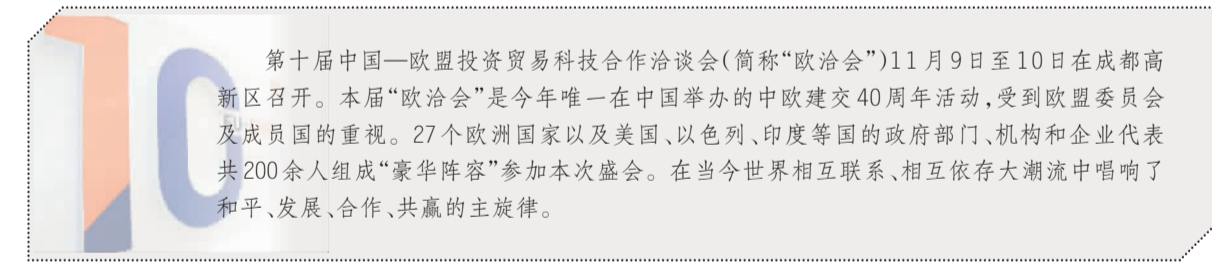 第十届中国—欧盟投资贸易科技合作洽谈会(简称“欧洽会”)11月9日至10日在成都高
新区召开。本届“欧洽会”是今年唯一在中国举办的中欧建交40周年活动,受到欧盟委员会
及成员国的重视。27个欧洲国家以及美国、以色列、印度等国的政府部门、机构和企业代表
共200余人组成“豪华阵容”参加本次盛会。在当今世界相互联系、相互依存大潮流中唱响了
和平、发展、合作、共赢的主旋律。
10